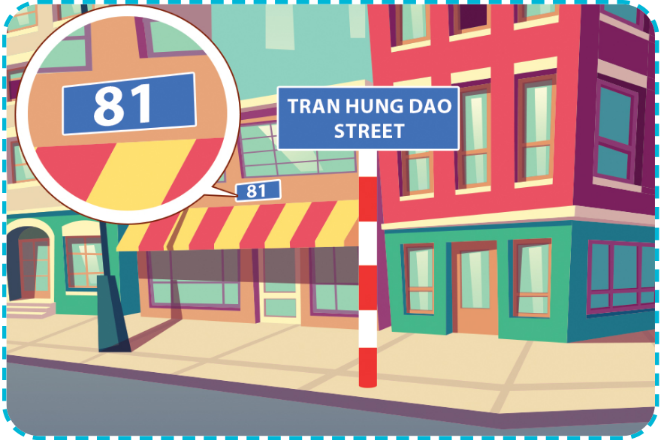 81
TRAN HUNG DAO
STREET
81